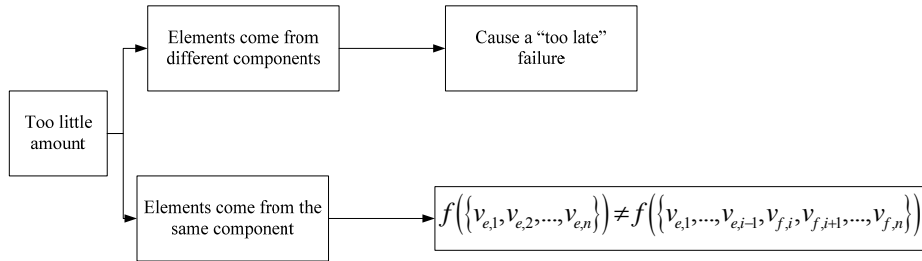 Elements come from
different components
Cause a “too late”
failure
Too little
amount
Elements come from the
same component
f({v_{e,1},v_{e,2},...,v_{e,n}})≠f({v_{e,1},...,v_{e,i−1},v_{f,i},v_{f,i+1},...,v_{f,n}})